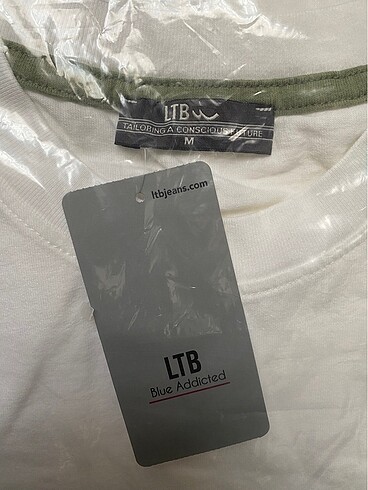 LTB
TAILORING A CONSCIOUS FUTURE
M
ltbjeans.com
LTB
Blue Addicted